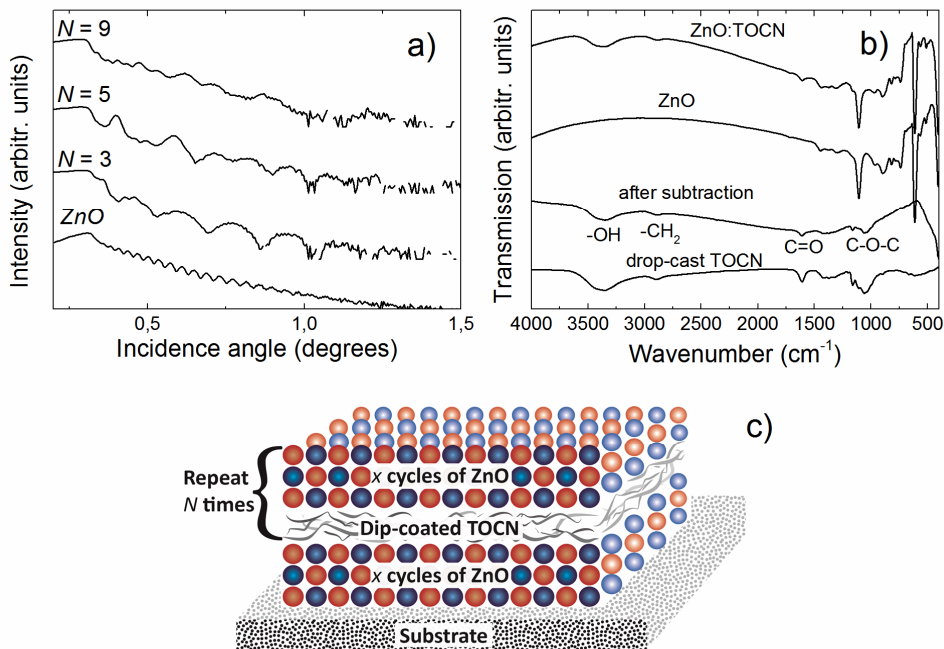 a)
Intensity (arbitr. units)
N = 9
N = 5
N = 3
ZnO
0,5
1,0
1,5
Incidence angle (degrees)
b)
Transmission (arbitr. units)
ZnO:TOCN
ZnO
after subtraction
-OH
-CH₂
C=O
C-O-C
drop-cast TOCN
4000 3500 3000 2500 2000 1500 1000 500
Wavenumber (cm⁻¹)
c)
Repeat
N times
x cycles of ZnO
Dip-coated TOCN
x cycles of ZnO
Substrate